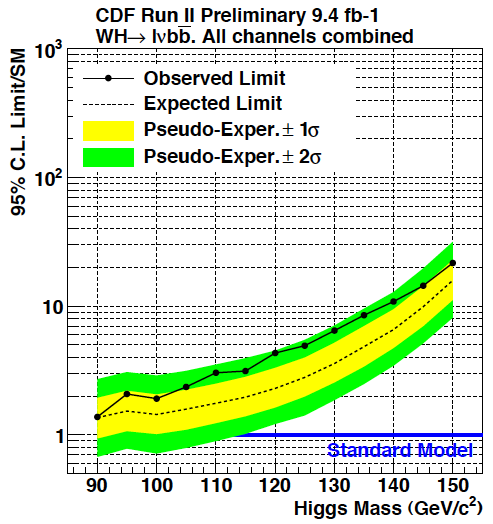 CDF Run II Preliminary 9.4 fb-1
WH→ lνbb̅. All channels combined
95% C.L. Limit/SM
10³
10²
10
1
Observed Limit
Expected Limit
Pseudo-Exper.± 1σ
Pseudo-Exper.± 2σ
Standard Model
90 100 110 120 130 140 150
Higgs Mass (GeV/c²)